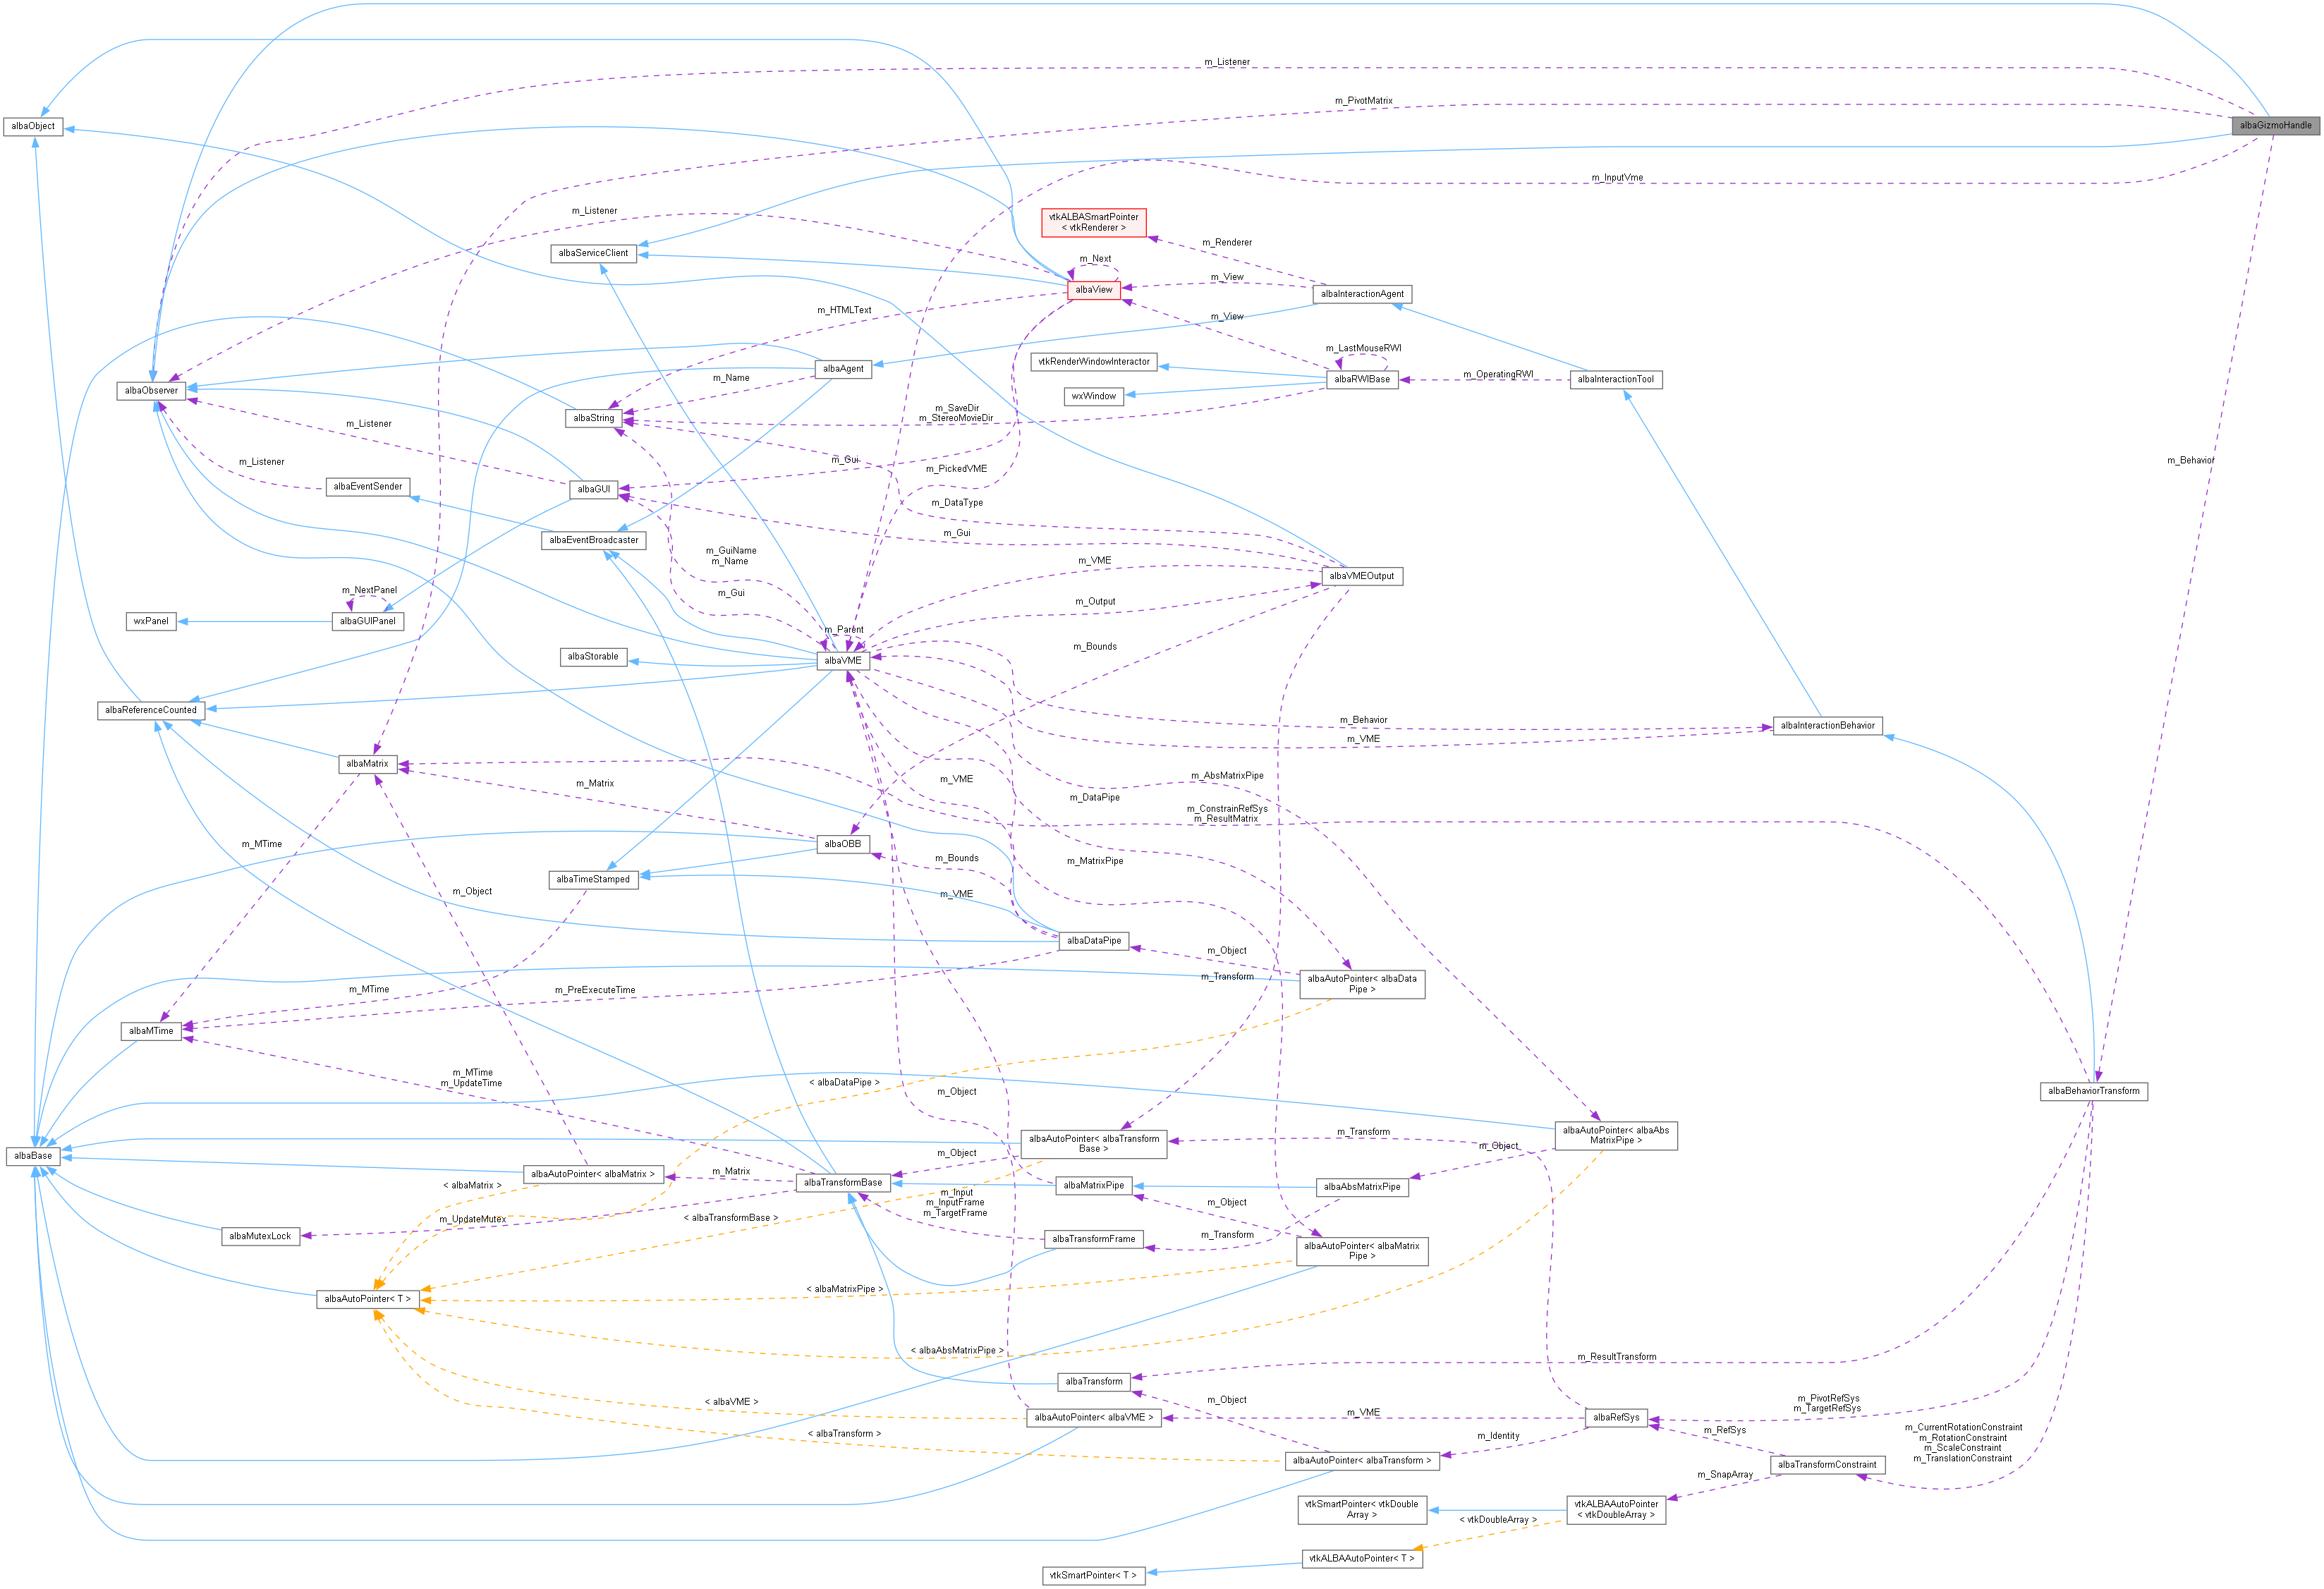 m_Listener
m_PivotMatrix
albaGizmoHandle
albaObject
m_InputVme
m_Listener
vtkALBASmartPointer
< vtkRenderer >
m_Renderer
albaServiceClient
m_Next
m_View
albaView
albaInteractionAgent
m_HTMLText
m_View
m_LastMouseRWI
vtkRenderWindowInteractor
albaAgent
m_Name
m_OperatingRWI
albaRWIBase
albaInteractionTool
albaObserver
wxWindow
m_SaveDir
m_StereoMovieDir
albaString
m_Listener
m_Behavior
m_Listener
m_Gui
m_PickedVME
albaEventSender
albaGUI
m_DataType
m_Gui
albaEventBroadcaster
m_GuiName
m_Name
m_VME
albaVMEOutput
m_NextPanel
m_Gui
m_Output
wxPanel
albaGUIPanel
m_Parent
m_Bounds
albaStorable
albaVME
albaReferenceCounted
m_Behavior
albaInteractionBehavior
m_VME
albaMatrix
m_Matrix
m_VME
m_AbsMatrixPipe
m_DataPipe
m_ConstrainRefSys
m_ResultMatrix
m_MTime
albaOBB
m_Bounds
m_MatrixPipe
albaTimeStamped
m_Object
m_VME
albaDataPipe
m_Object
m_Transform
albaAutoPointer< albaData
Pipe >
m_MTime
m_PreExecuteTime
albaMTime
m_MTime
m_UpdateTime
< albaDataPipe >
m_Object
albaBehaviorTransform
albaAutoPointer< albaTransform
Base >
m_Transform
albaAutoPointer< albaAbs
MatrixPipe >
albaBase
m_Object
m_Object
albaAutoPointer< albaMatrix >
m_Matrix
albaTransformBase
albaMatrixPipe
albaAbsMatrixPipe
< albaMatrix >
m_Input
m_InputFrame
m_TargetFrame
m_Object
m_UpdateMutex
< albaTransformBase >
albaMutexLock
albaTransformFrame
m_Transform
albaAutoPointer< albaMatrix
Pipe >
< albaMatrixPipe >
albaAutoPointer< T >
< albaAbsMatrixPipe >
m_ResultTransform
albaTransform
< albaVME >
m_Object
m_PivotRefSys
m_TargetRefSys
albaAutoPointer< albaVME >
m_VME
albaRefSys
m_CurrentRotationConstraint
m_RotationConstraint
m_ScaleConstraint
m_TranslationConstraint
< albaTransform >
m_Identity
m_RefSys
albaAutoPointer< albaTransform >
albaTransformConstraint
m_SnapArray
vtkSmartPointer< vtkDouble
Array >
vtkALBAAutoPointer
< vtkDoubleArray >
< vtkDoubleArray >
vtkALBAAutoPointer< T >
vtkSmartPointer< T >